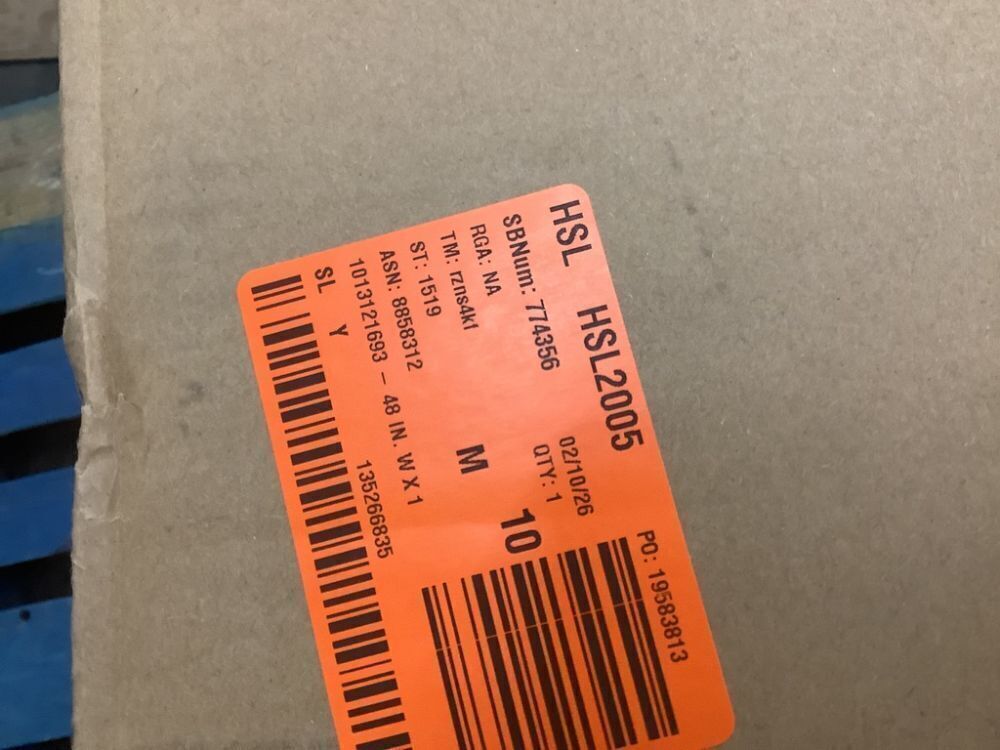 HSL HSL2005 PO: 19583813
SBNum: 774356 02/10/26
RGA: NA QTY: 1
TM: rzns4kf 10
ST: 1519 M
ASN: 8858312
1013121693 - 48 IN. W X 1
SL Y 135266835